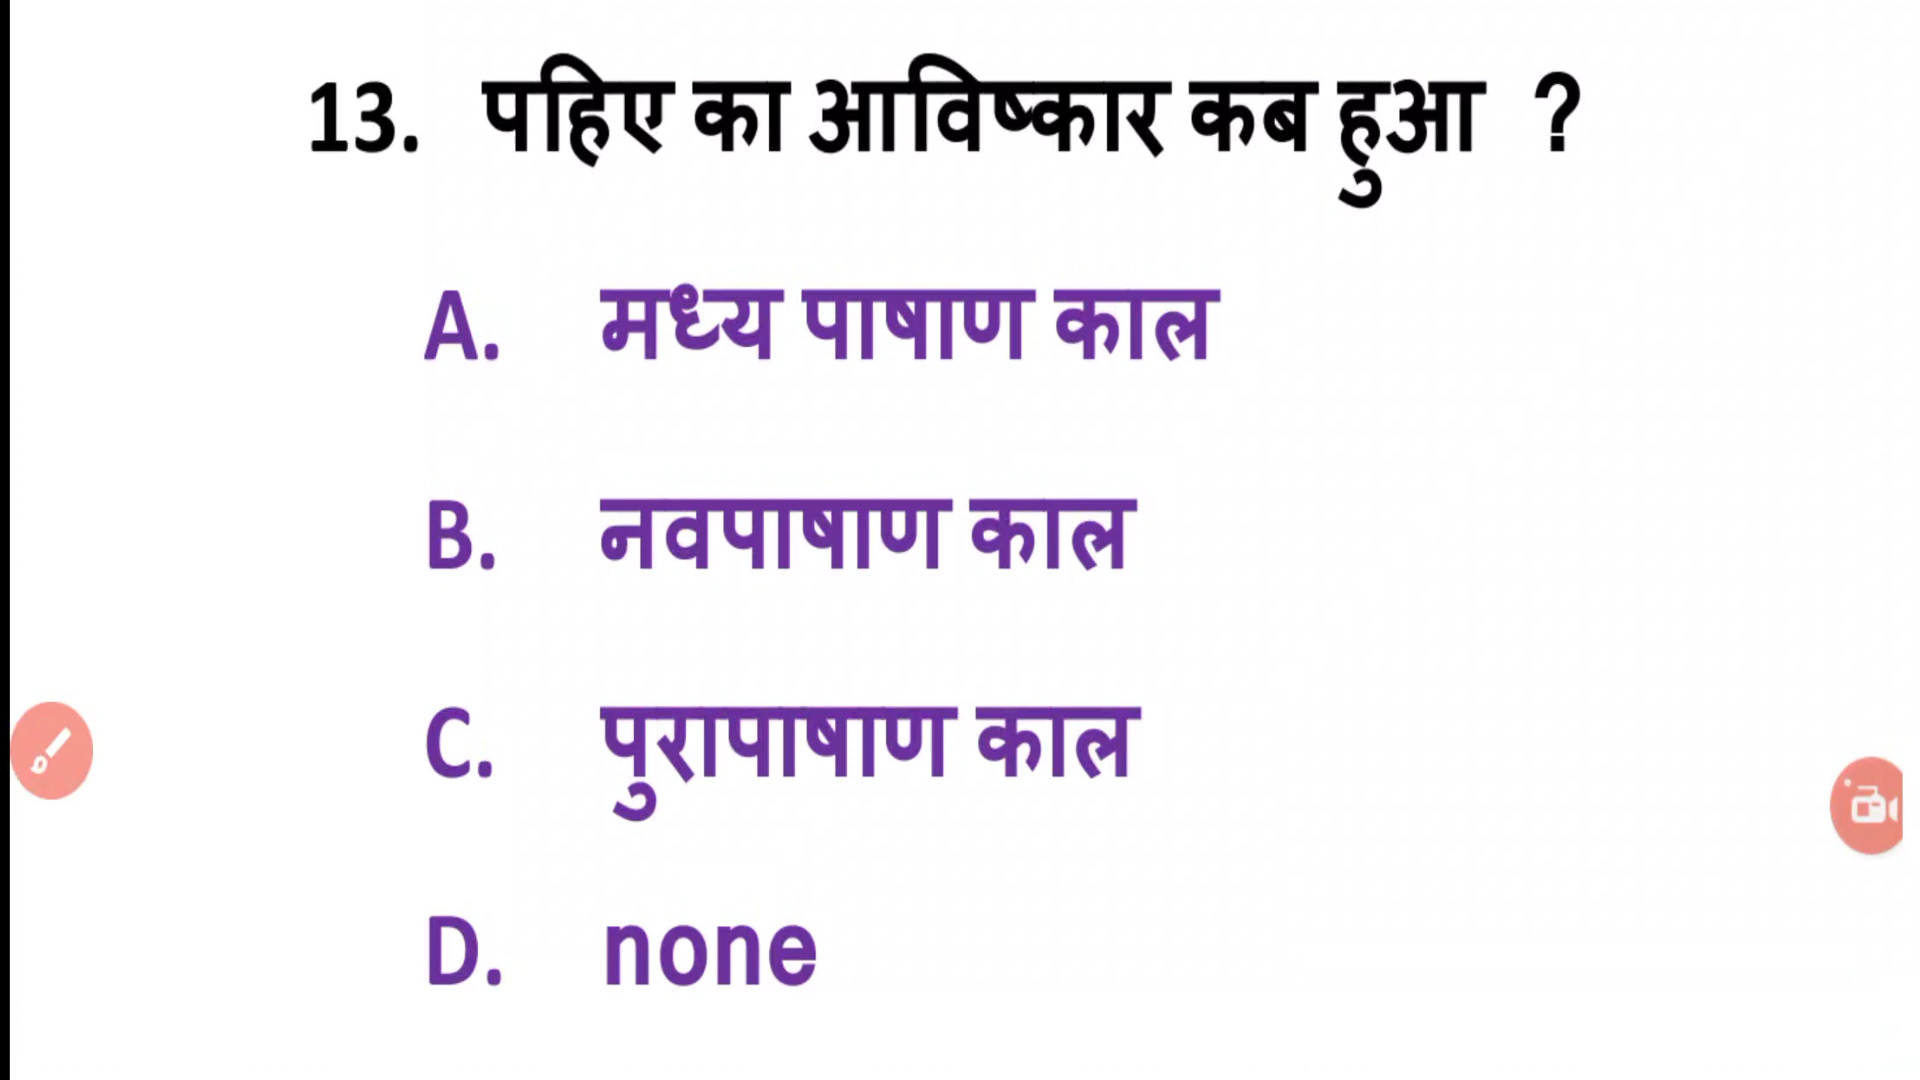 13. पहिए का आविष्कार कब हुआ ?
A. मध्य पाषाण काल
B. नवपाषाण काल
C. पुरापाषाण काल
D. none